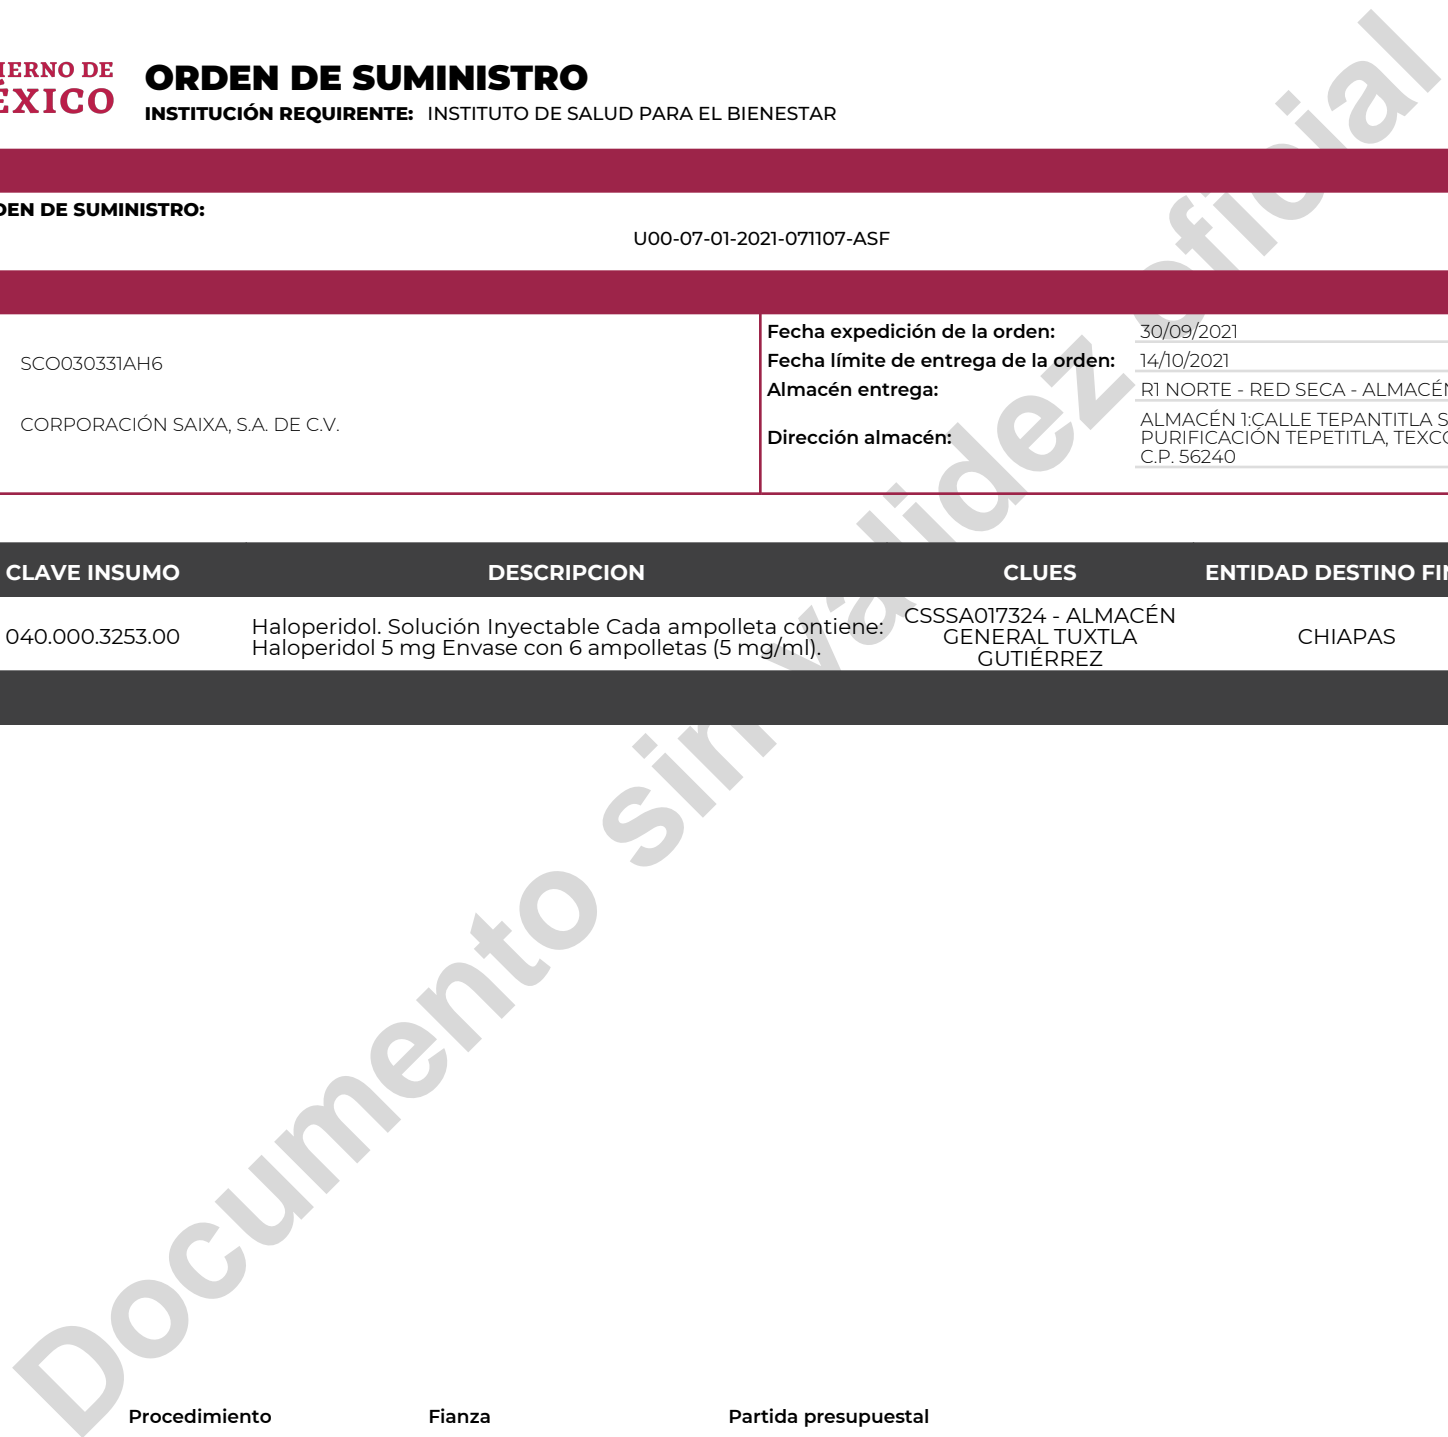 IERNO DE
ÉXICO
ORDEN DE SUMINISTRO
INSTITUCIÓN REQUIRENTE: INSTITUTO DE SALUD PARA EL BIENESTAR
DEN DE SUMINISTRO:
U00-07-01-2021-071107-ASF
SCO030331AH6
CORPORACIÓN SAIXA, S.A. DE C.V.
Fecha expedición de la orden: 30/09/2021
Fecha límite de entrega de la orden: 14/10/2021
Almacén entrega: R1 NORTE - RED SECA - ALMACÉN
Dirección almacén:
ALMACÉN 1:CALLE TEPANTITLA S
PURIFICACIÓN TEPETITLA, TEXCO
C.P. 56240
CLAVE INSUMO DESCRIPCION CLUES ENTIDAD DESTINO FIN
040.000.3253.00
Haloperidol. Solución Inyectable Cada ampolleta contiene:
Haloperidol 5 mg Envase con 6 ampolletas (5 mg/ml).
CSSSA017324 - ALMACÉN
GENERAL TUXTLA
GUTIÉRREZ
CHIAPAS
Documento sin validez oficial
Procedimiento Fianza Partida presupuestal